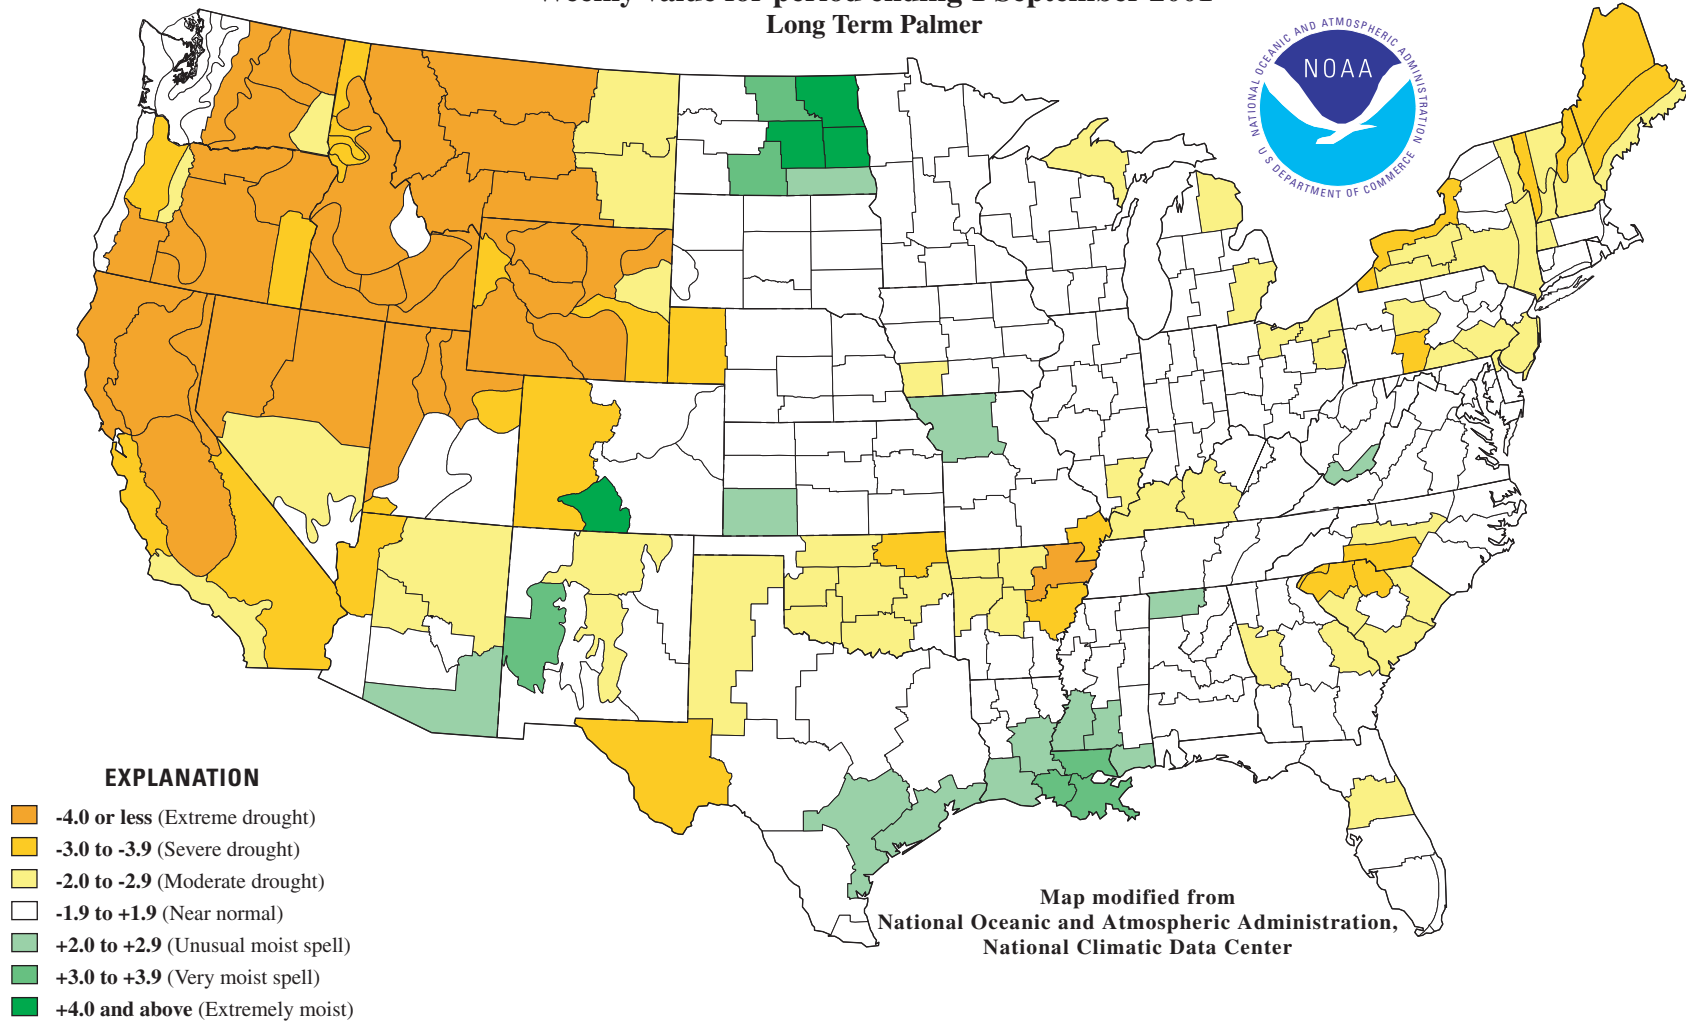 Long Term Palmer
NATIONAL OCEANIC AND ATMOSPHERIC ADMINISTRATION
NOAA
U S DEPARTMENT OF COMMERCE
EXPLANATION
-4.0 or less (Extreme drought)
-3.0 to -3.9 (Severe drought)
-2.0 to -2.9 (Moderate drought)
-1.9 to +1.9 (Near normal)
+2.0 to +2.9 (Unusual moist spell)
+3.0 to +3.9 (Very moist spell)
+4.0 and above (Extremely moist)
Map modified from
National Oceanic and Atmospheric Administration,
National Climatic Data Center